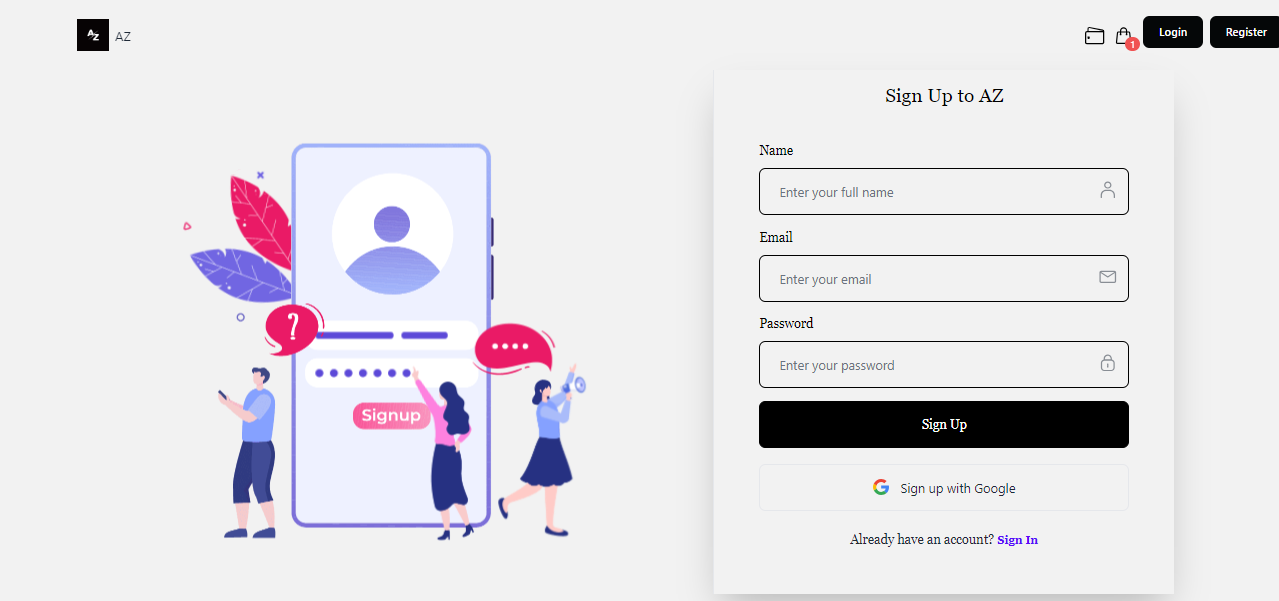 AZ
AZ
1
Login
Register
Sign Up to AZ
Name
Enter your full name
Email
Enter your email
Password
Enter your password
Sign Up
Sign up with Google
Already have an account? Sign In
?
Signup